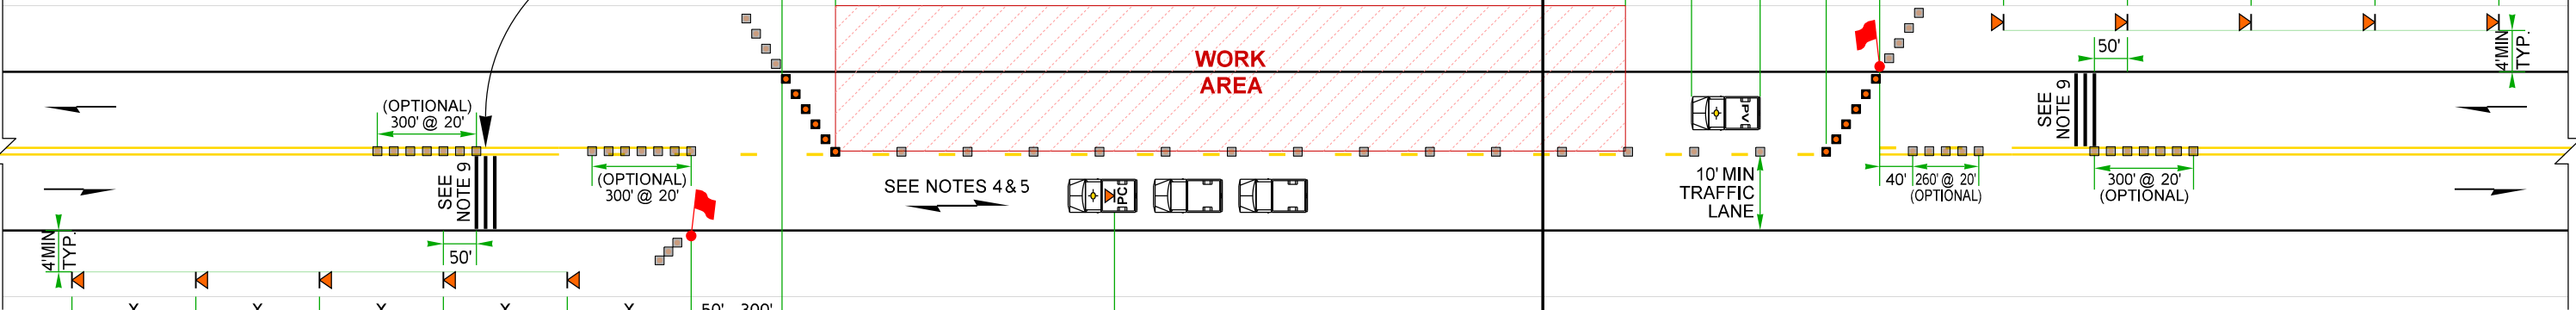 WORK
AREA
50'
4'MIN
TYP.
(OPTIONAL)
300' @ 20'
SEE
NOTE 9
PV
SEE
NOTE 9
(OPTIONAL)
300' @ 20'
SEE NOTES 4 & 5
PC
10' MIN
TRAFFIC
LANE
40'
260' @ 20'
(OPTIONAL)
300' @ 20'
(OPTIONAL)
4'MIN
TYP.
50'
X X X X X 50' 300'